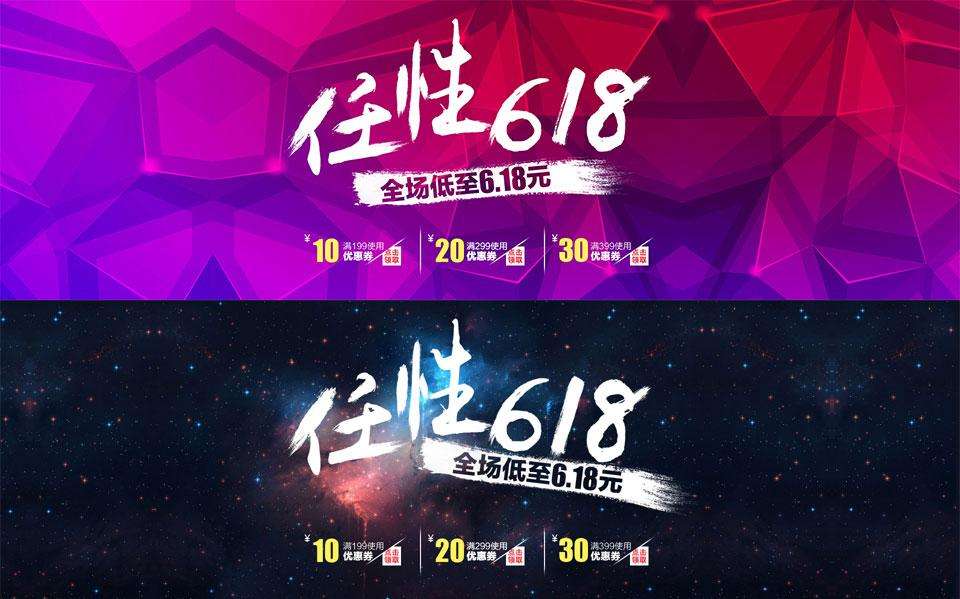 任性618
全场低至6.18元
¥10 满199使用 优惠券 点击领取
¥20 满299使用 优惠券 点击领取
¥30 满399使用 优惠券 点击领取
任性618
全场低至6.18元
¥10 满199使用 优惠券 点击领取
¥20 满299使用 优惠券 点击领取
¥30 满399使用 优惠券 点击领取